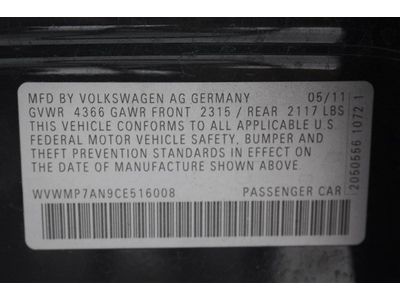 MFD BY VOLKSWAGEN AG GERMANY 05/11
GVWR 4366 GAWR FRONT 2315 / REAR 2117 LBS
THIS VEHICLE CONFORMS TO ALL APPLICABLE U S
FEDERAL MOTOR VEHICLE SAFETY, BUMPER AND
THEFT PREVENTION STANDARDS IN EFFECT ON
THE DATE OF MANUFACTURE SHOWN ABOVE.
WVWMP7AN9CE516008 PASSENGER CAR
2050556 1072 1